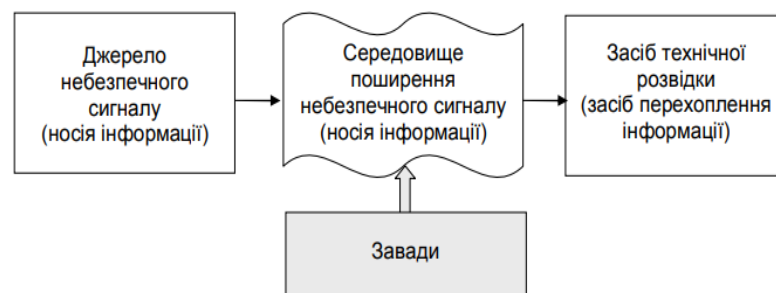 Джерело
небезпечного
сигналу
(носія інформації)
Середовище
поширення
небезпечного сигналу
(носія інформації)
Засіб технічної
розвідки
(засіб перехоплення
інформації)
Завади